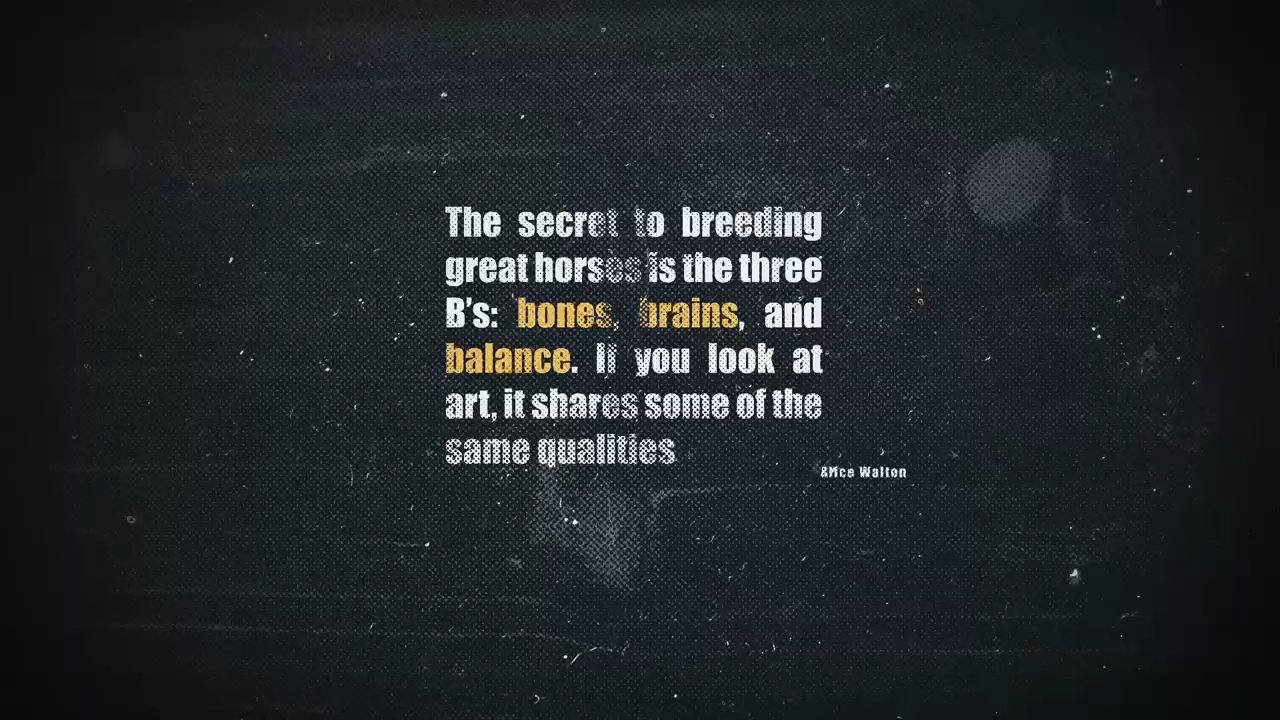 The secret to breeding
great horses is the three
B's: bones, brains, and
balance. If you look at
art, it shares some of the
same qualities
Alice Walton